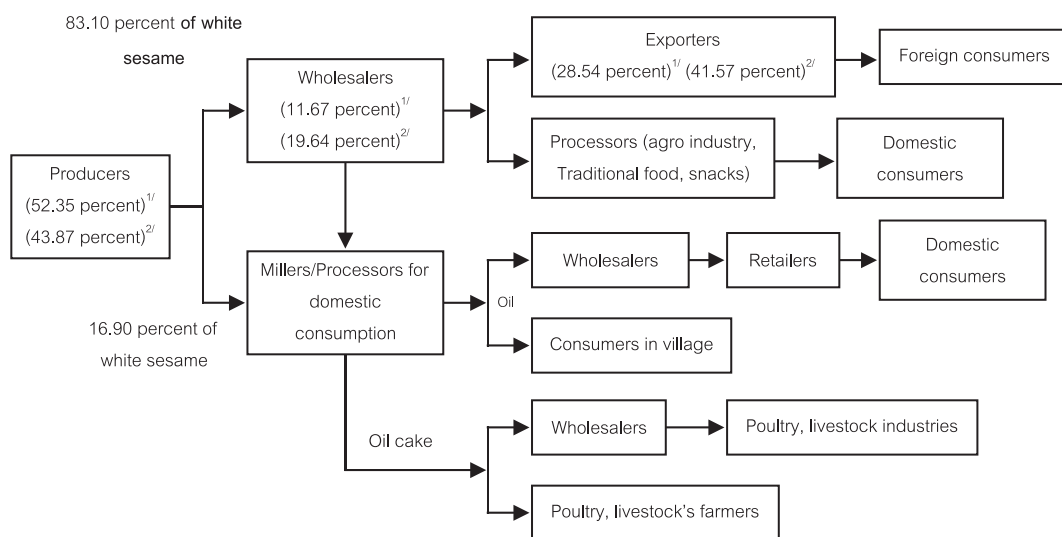 83.10 percent of white
sesame
Wholesalers
(11.67 percent)1/
(19.64 percent)2/
Exporters
(28.54 percent)1/ (41.57 percent)2/
Foreign consumers
Processors (agro industry,
Traditional food, snacks)
Domestic
consumers
Producers
(52.35 percent)1/
(43.87 percent)2/
Millers/Processors for
domestic
consumption
16.90 percent of
white sesame
Oil
Wholesalers
Retailers
Domestic
consumers
Consumers in village
Oil cake
Wholesalers
Poultry, livestock industries
Poultry, livestock's farmers